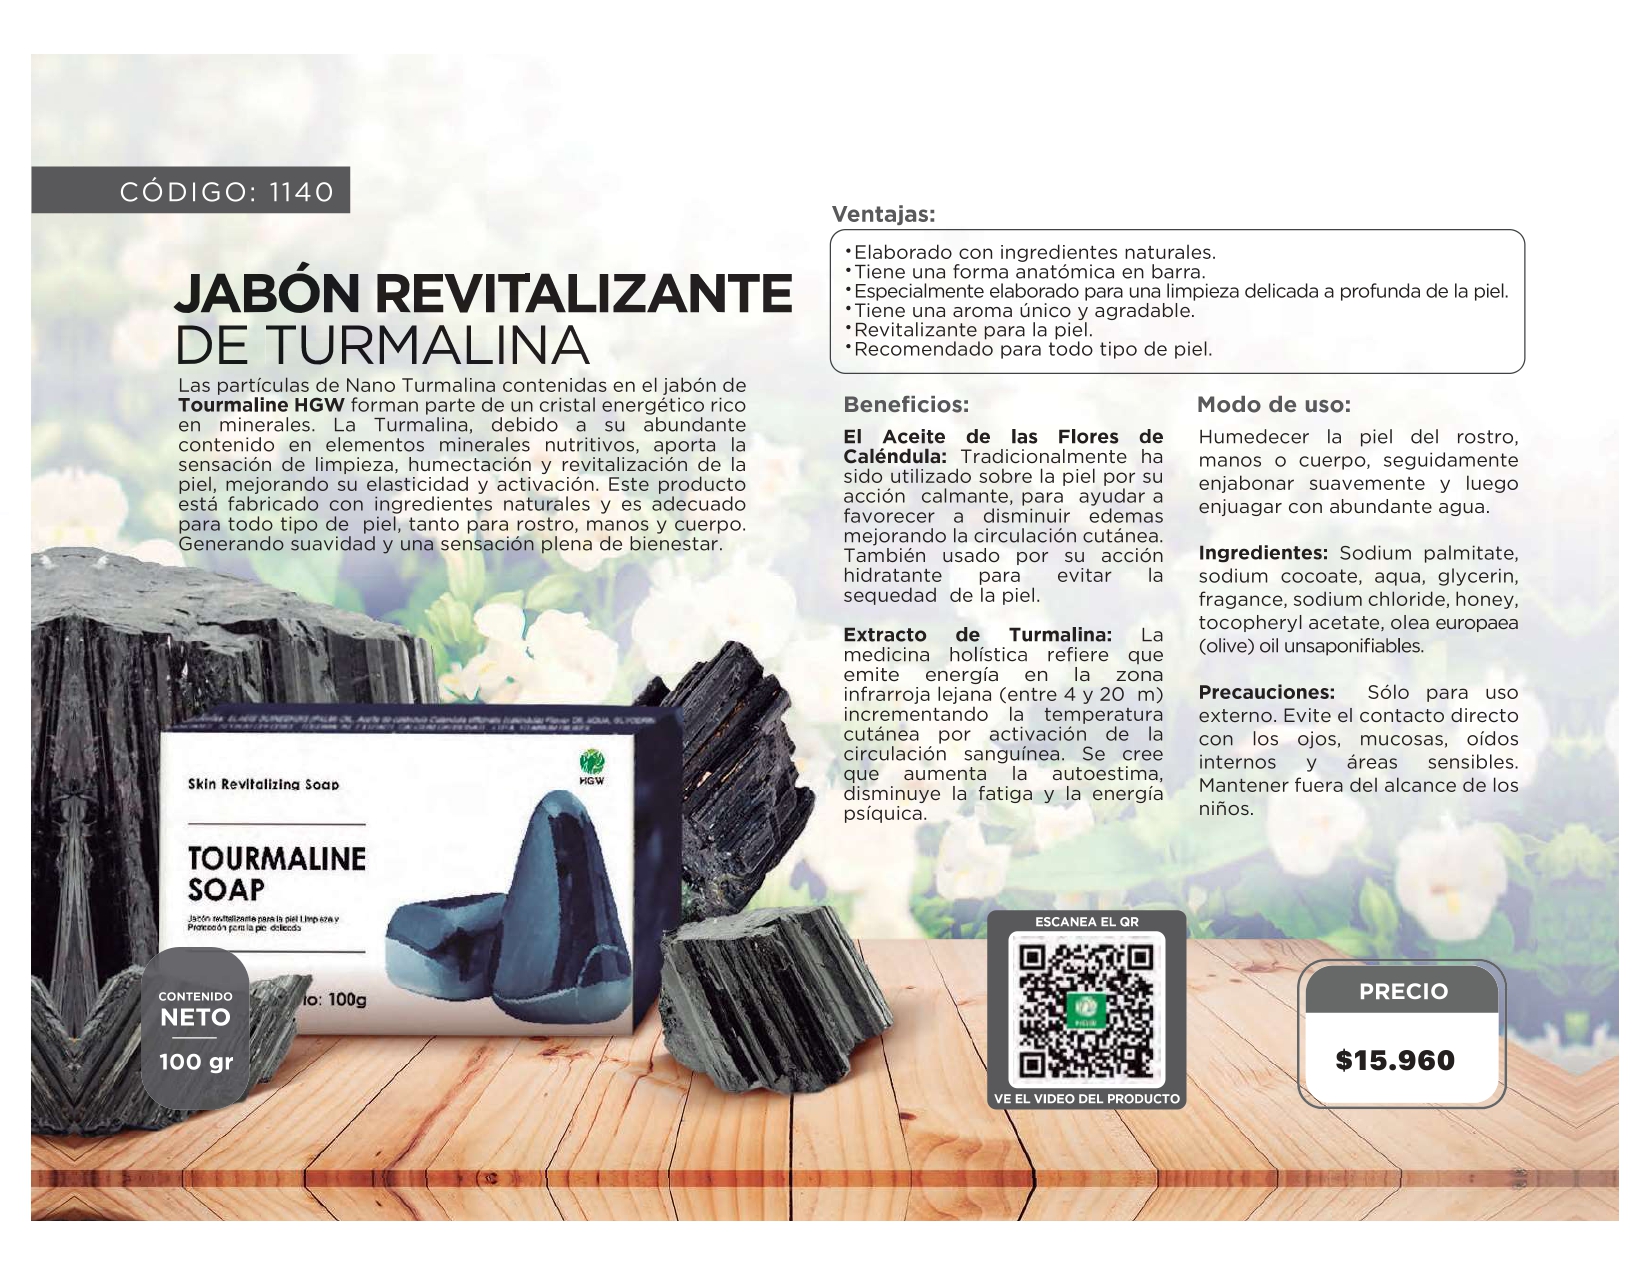 CÓDIGO: 1140
JABÓN REVITALIZANTE
DE TURMALINA
Las partículas de Nano Turmalina contenidas en el jabón de
Tourmaline HGW forman parte de un cristal energético rico
en minerales. La Turmalina, debido a su abundante
contenido en elementos minerales nutritivos, aporta la
sensación de limpieza, humectación y revitalización de la
piel, mejorando su elasticidad y activación. Este producto
está fabricado con ingredientes naturales y es adecuado
para todo tipo de piel, tanto para rostro, manos y cuerpo.
Generando suavidad y una sensación plena de bienestar.
Ventajas:
•Elaborado con ingredientes naturales.
•Tiene una forma anatómica en barra.
•Especialmente elaborado para una limpieza delicada a profunda de la piel.
•Tiene una aroma único y agradable.
•Revitalizante para la piel.
•Recomendado para todo tipo de piel.
Beneficios:
El Aceite de las Flores de
Caléndula: Tradicionalmente ha
sido utilizado sobre la piel por su
acción calmante, para ayudar a
favorecer a disminuir edemas
mejorando la circulación cutánea.
También usado por su acción
hidratante para evitar la
sequedad de la piel.
Extracto de Turmalina: La
medicina holística refiere que
emite energía en la zona
infrarroja lejana (entre 4 y 20 m)
incrementando la temperatura
cutánea por activación de la
circulación sanguínea. Se cree
que aumenta la autoestima,
disminuye la fatiga y la energía
psíquica.
Modo de uso:
Humedecer la piel del rostro,
manos o cuerpo, seguidamente
enjabonar suavemente y luego
enjuagar con abundante agua.
Ingredientes: Sodium palmitate,
sodium cocoate, aqua, glycerin,
fragance, sodium chloride, honey,
tocopheryl acetate, olea europaea
(olive) oil unsaponifiables.
Precauciones: Sólo para uso
externo. Evite el contacto directo
con los ojos, mucosas, oídos
internos y áreas sensibles.
Mantener fuera del alcance de los
niños.
HGW
Skin Revitalizing Soap
TOURMALINE
SOAP
Jabón revitalizante para la piel Limpieza y
Protección para la piel delicada
io: 100g
CONTENIDO
NETO
100 gr
ESCANEA EL QR
HGW
VE EL VIDEO DEL PRODUCTO
PRECIO
$15.960